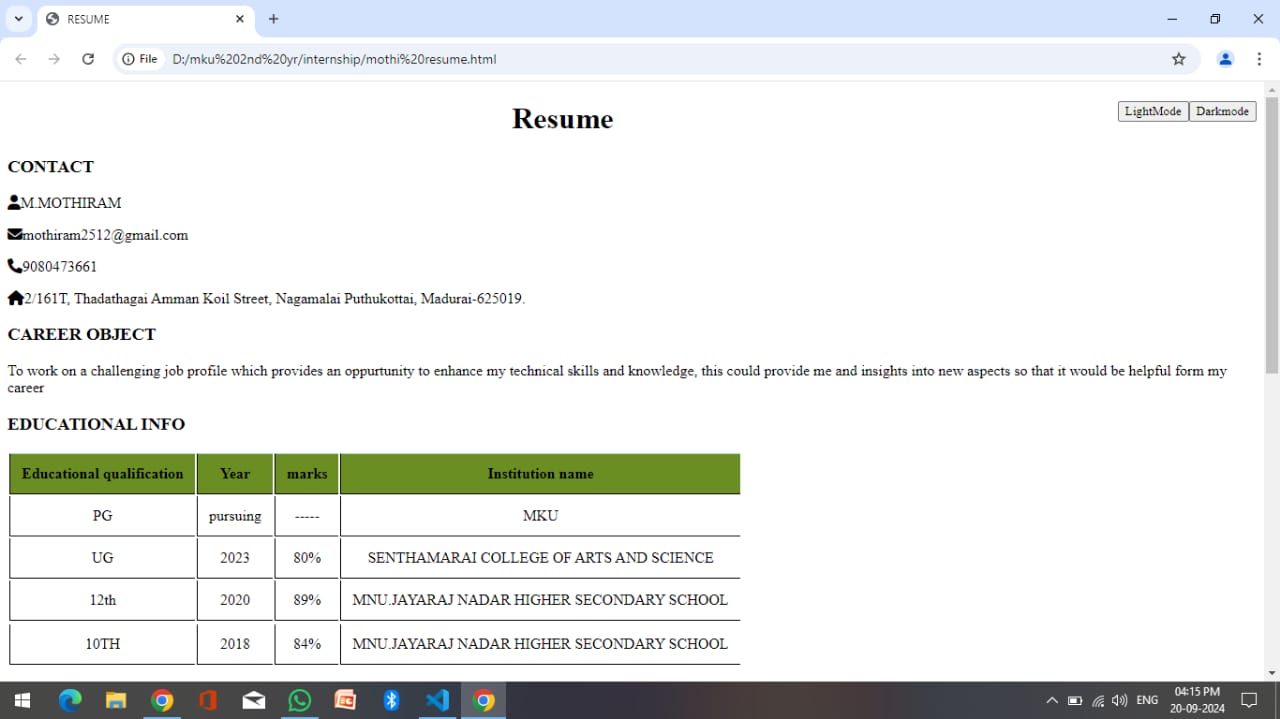 RESUME
File D:/mku%202nd%20yr/internship/mothi%20resume.html
Resume
LightMode Darkmode
CONTACT
M.MOTHIRAM
mothiram2512@gmail.com
9080473661
2/161T, Thadathagai Amman Koil Street, Nagamalai Puthukottai, Madurai-625019.
CAREER OBJECT
To work on a challenging job profile which provides an oppurtunity to enhance my technical skills and knowledge, this could provide me and insights into new aspects so that it would be helpful form my
career
EDUCATIONAL INFO
Educational qualification Year marks Institution name
PG pursuing ----- MKU
UG 2023 80% SENTHAMARAI COLLEGE OF ARTS AND SCIENCE
12th 2020 89% MNU.JAYARAJ NADAR HIGHER SECONDARY SCHOOL
10TH 2018 84% MNU.JAYARAJ NADAR HIGHER SECONDARY SCHOOL
ENG
04:15 PM
20-09-2024